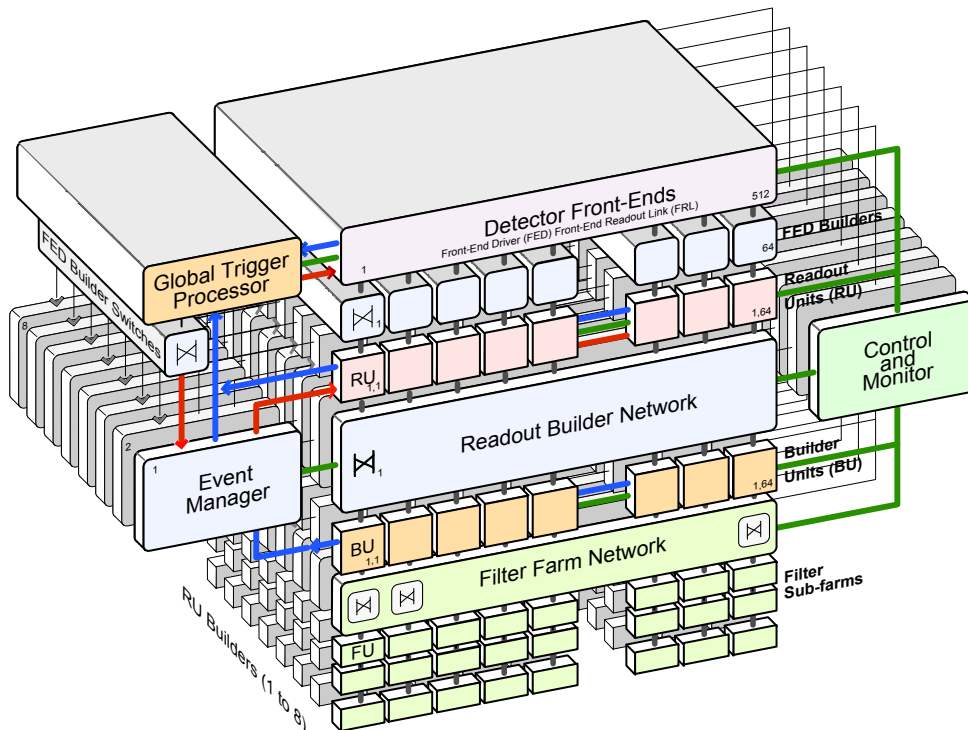 Detector Front-Ends
Front-End Driver (FED) Front-End Readout Link (FRL)
1
512
Global Trigger
Processor
FED Builder Switches
64
FED Builders
1
Readout
Units (RU)
1,64
RU
1,1
8
Control
and
Monitor
Readout Builder Network
1
2
1
Event
Manager
Builder
Units (BU)
1,64
BU
1,1
Filter Farm Network
Filter
Sub-farms
FU
RU Builders (1 to 8)